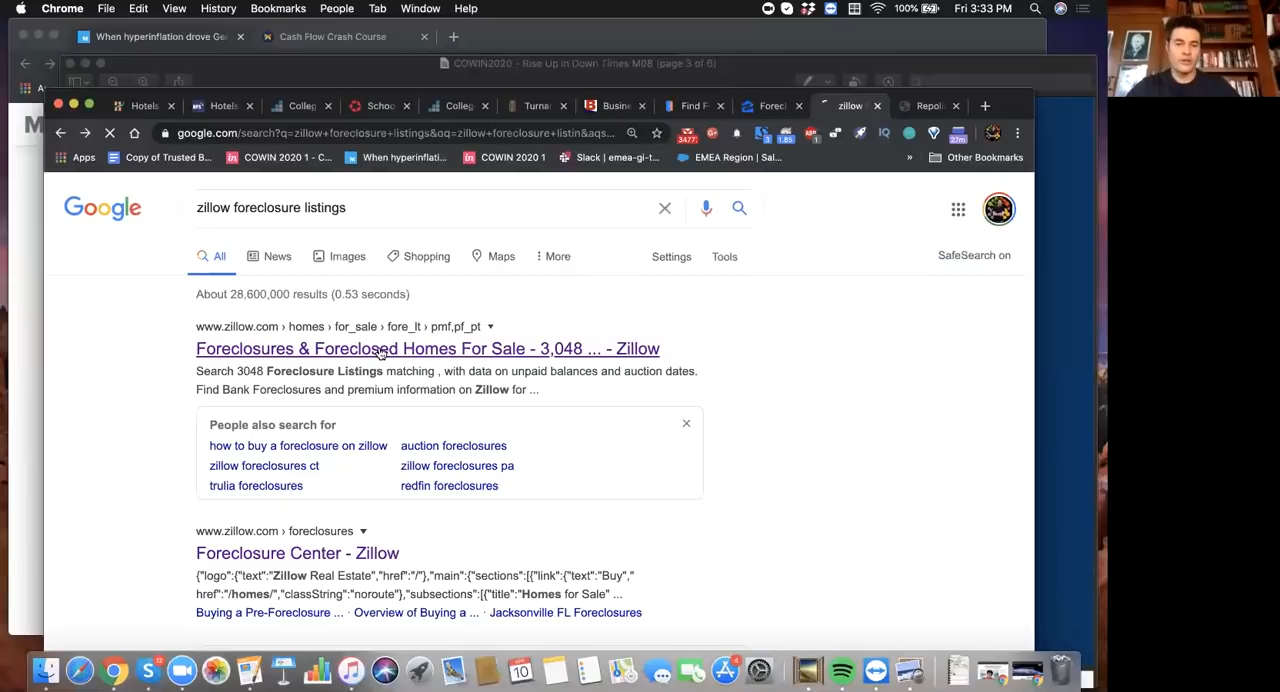 Chrome File Edit View History Bookmarks People Tab Window Help 100% Fri 3:33 PM
When hyperinflation drove Ge Cash Flow Crash Course
COWIN2020 - Rise Up in Down Times M08 (page 3 of 6)
Hotels Hotels Colleg Schoo Colleg Turna Busine Find F Forecl zillow Repoli
google.com/search?q=zillow+foreclosure+listings&oq=zillow+foreclosure+listin&aqs...
Apps Copy of Trusted B... COWIN 2020 1 - C... When hyperinflati... COWIN 2020 1 Slack | emea-gi-t... EMEA Region | Sal... » Other Bookmarks
Google zillow foreclosure listings
All News Images Shopping Maps More Settings Tools SafeSearch on
About 28,600,000 results (0.53 seconds)
www.zillow.com › homes › for_sale › fore_lt › pmf,pf_pt
Foreclosures & Foreclosed Homes For Sale - 3,048 ... - Zillow
Search 3048 Foreclosure Listings matching , with data on unpaid balances and auction dates.
Find Bank Foreclosures and premium information on Zillow for ...
People also search for
how to buy a foreclosure on zillow auction foreclosures
zillow foreclosures ct zillow foreclosures pa
trulia foreclosures redfin foreclosures
www.zillow.com › foreclosures
Foreclosure Center - Zillow
{"logo":{"text":"Zillow Real Estate","href":"/"},"main":{"sections":[{"link":{"text":"Buy","
href":"/homes/","classString":"noroute"},"subsections":[{"title":"Homes for Sale" ...
Buying a Pre-Foreclosure ... · Overview of Buying a ... · Jacksonville FL Foreclosures